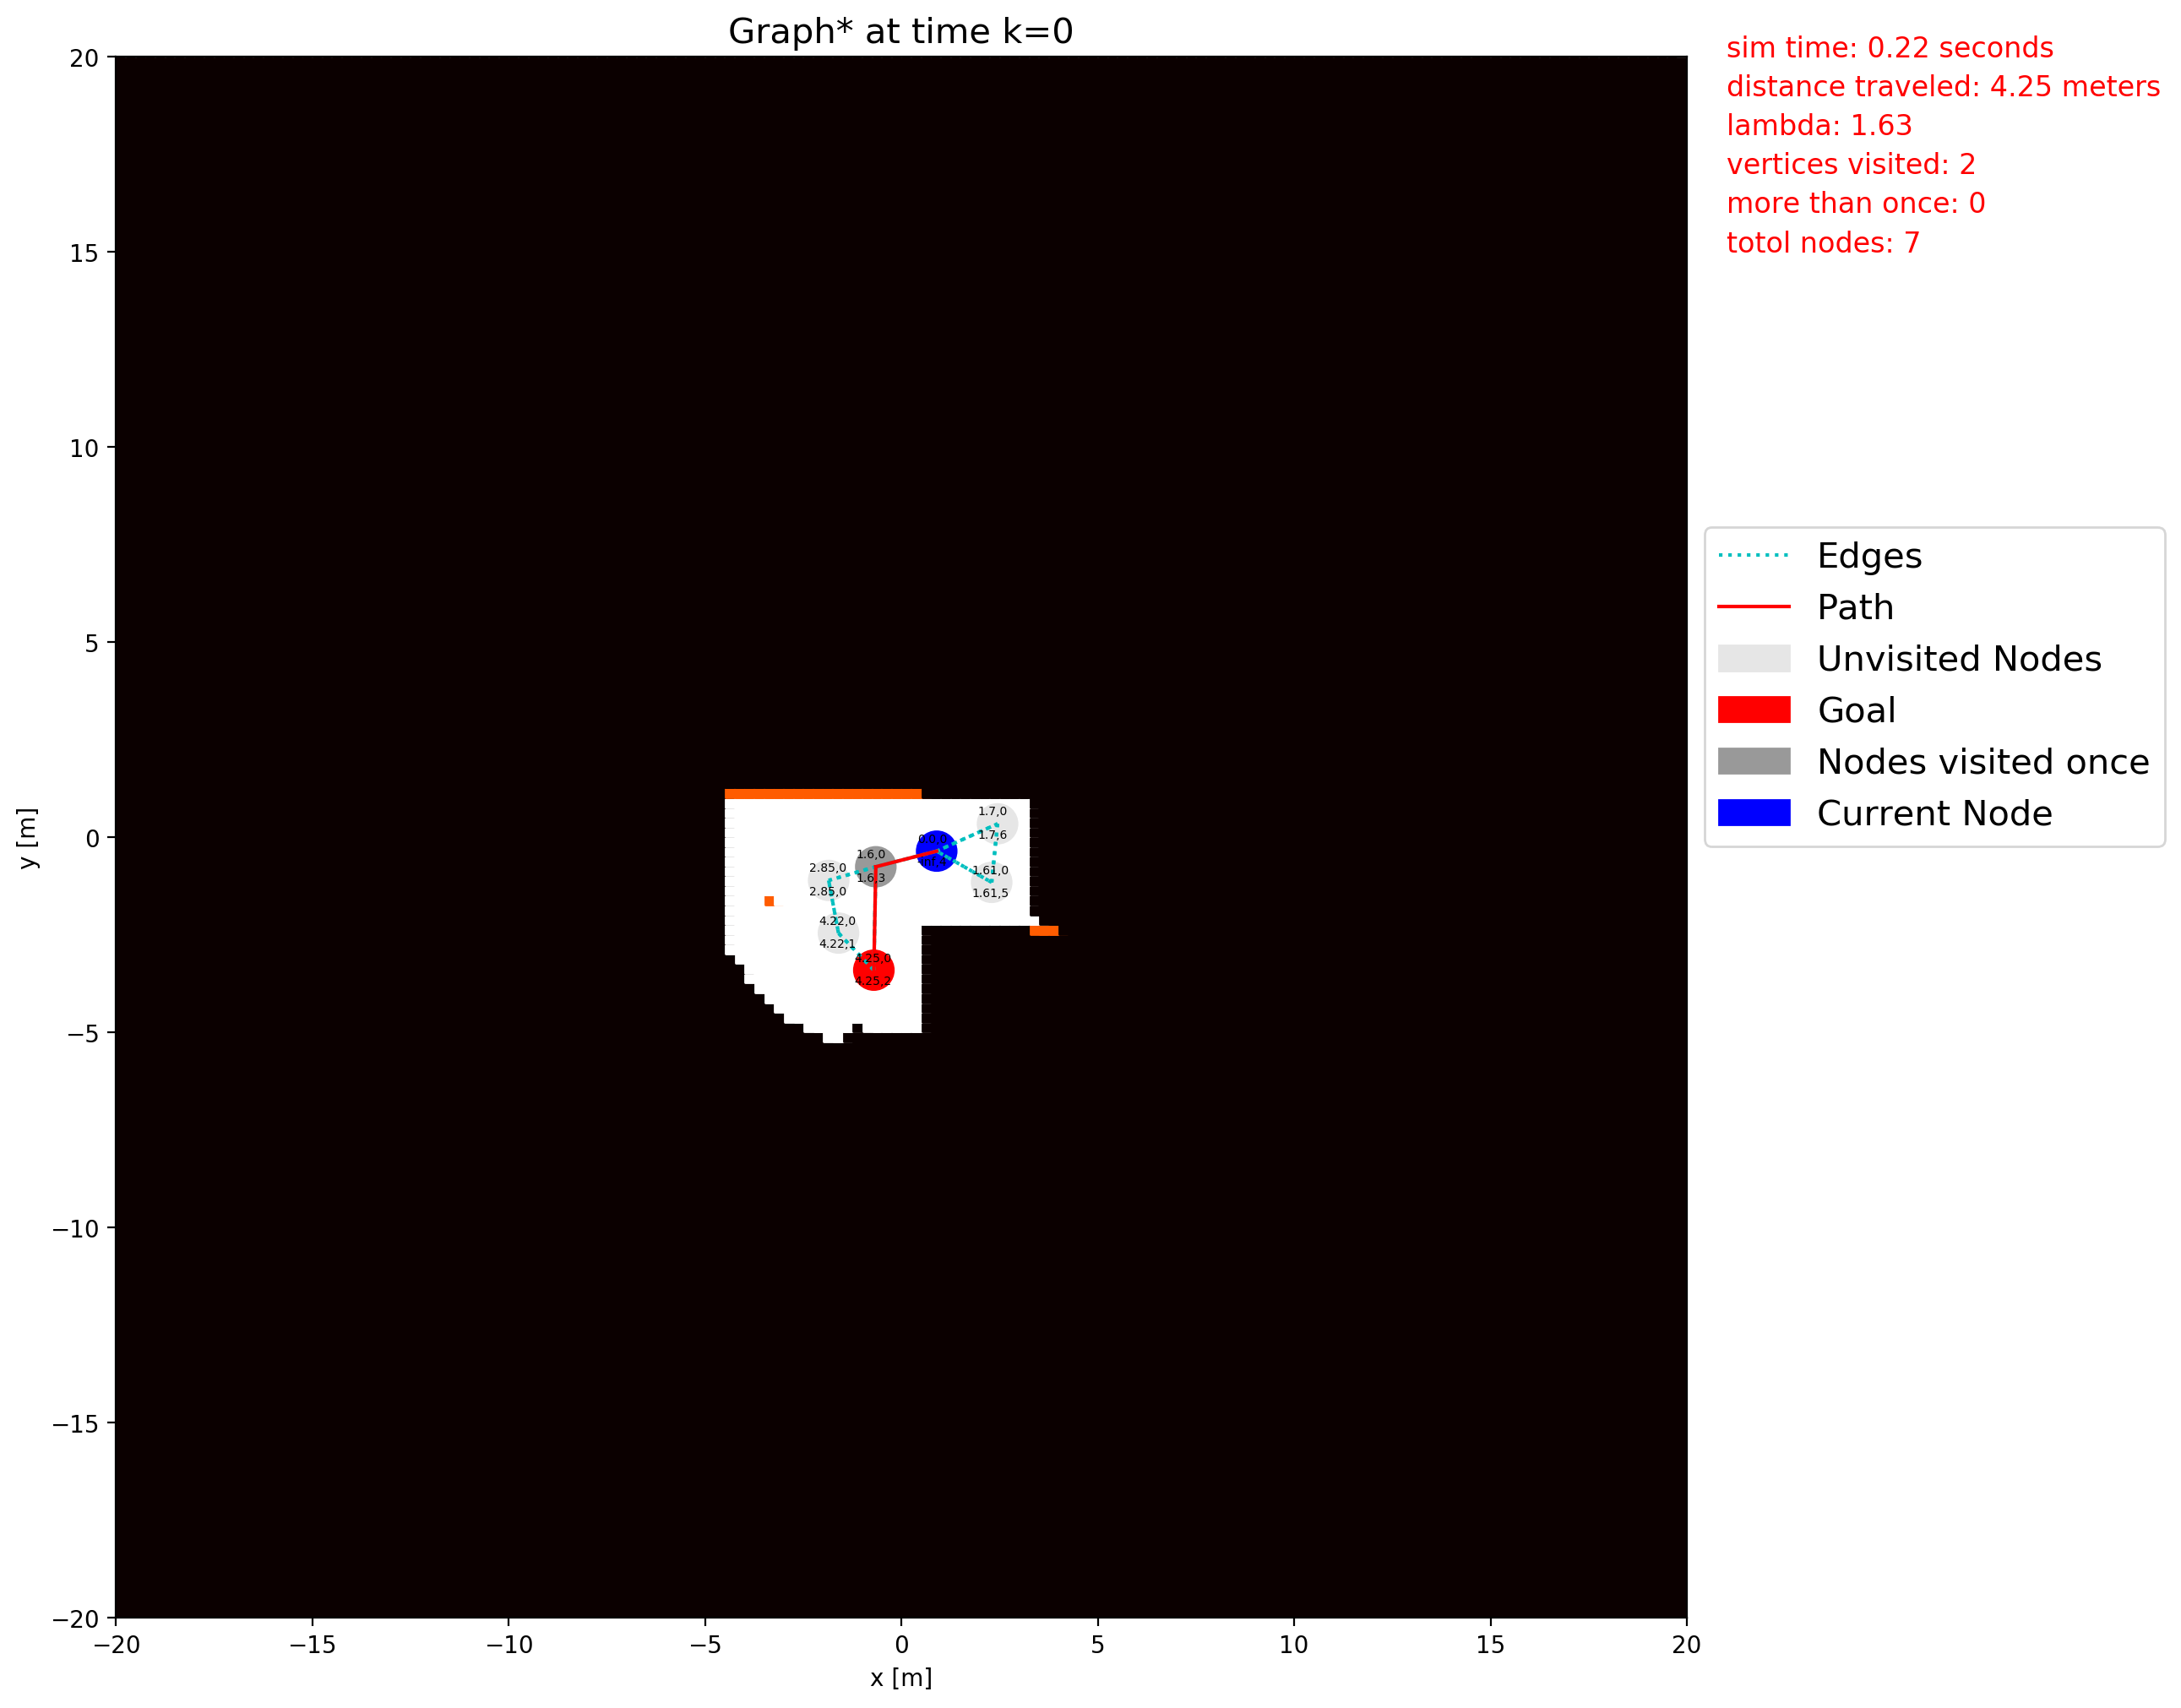 Graph* at time k=0
sim time: 0.22 seconds
distance traveled: 4.25 meters
lambda: 1.63
vertices visited: 2
more than once: 0
totol nodes: 7
20
15
10
5
0
−5
−10
−15
−20
y [m]
1.7,0
1.7,6
1.6,0
1.6,3
1.61,0
1.61,5
2.85,0
2.85,0
4.22,0
4.22,1
4.25,0
4.25,2
Edges
Path
Unvisited Nodes
Goal
Nodes visited once
Current Node
−20
−15
−10
−5
0
5
10
15
20
x [m]